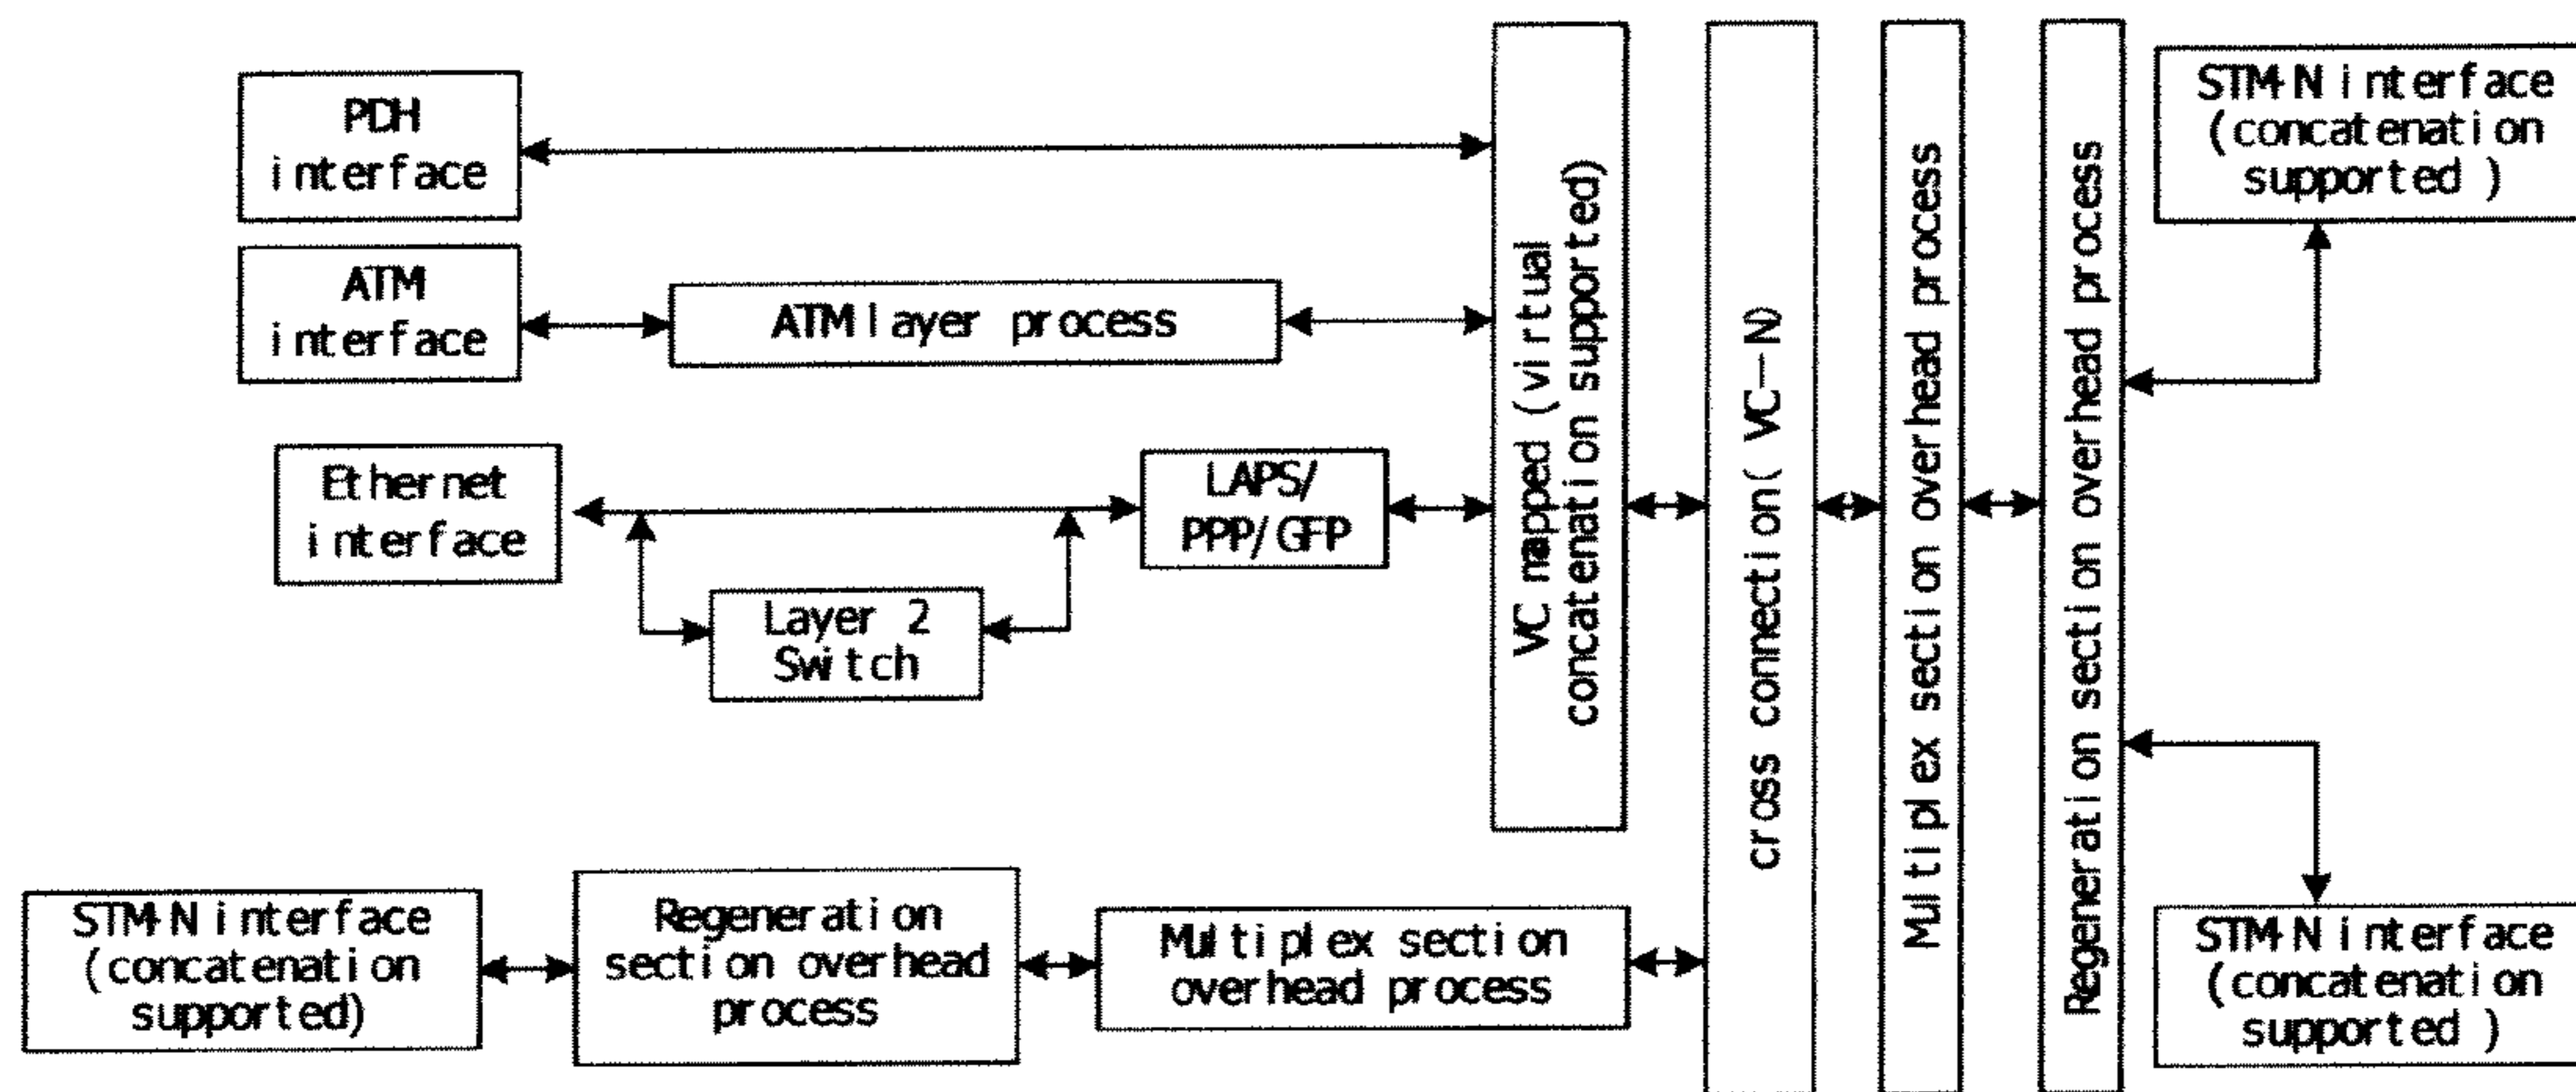 PDH
interface
ATM
interface
ATM layer process
Ethernet
interface
LAPS/
PPP/GFP
Layer 2
Switch
STM-N interface
(concatenation
supported)
Regeneration
section overhead
process
Multiplex section
overhead process
VC mapped (virtual
concatenation supported)
cross connection( VC—N)
Multiplex section overhead process
Regeneration section overhead process
STM-N interface
(concatenation
supported )
STM-N interface
(concatenation
supported )